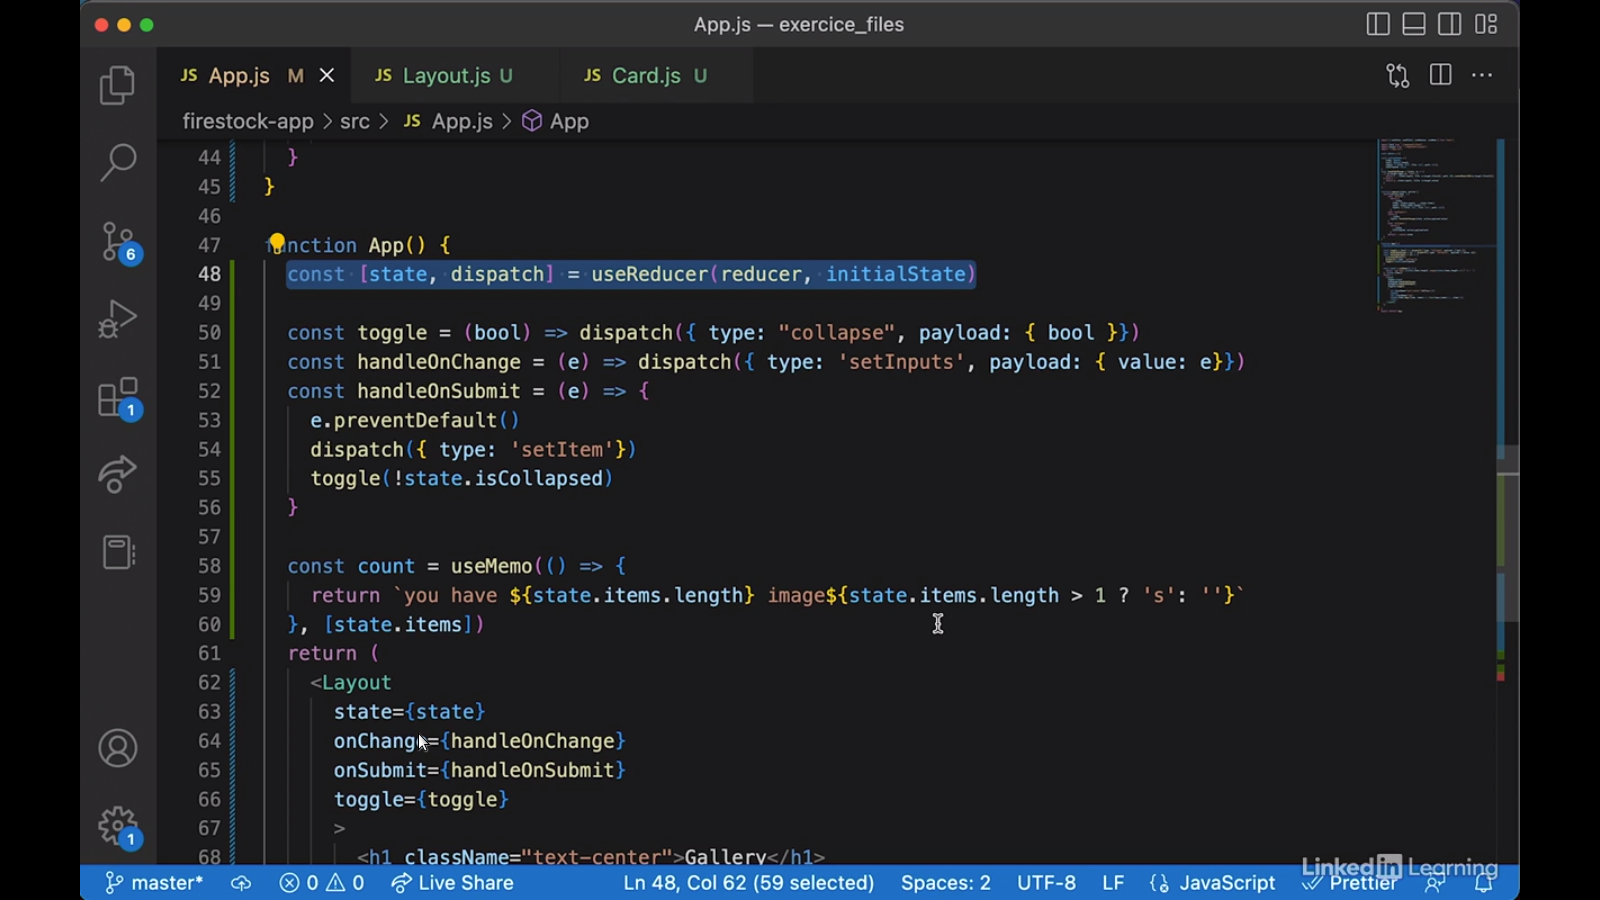 App.js — exercice_files
JS App.js M
JS Layout.js U
JS Card.js U
firestock-app > src > JS App.js > App
44 }
45 }
46
47 nction App() {
48 const [state, dispatch] = useReducer(reducer, initialState)
49
50 const toggle = (bool) => dispatch({ type: "collapse", payload: { bool }})
51 const handleOnChange = (e) => dispatch({ type: 'setInputs', payload: { value: e}})
52 const handleOnSubmit = (e) => {
53 e.preventDefault()
54 dispatch({ type: 'setItem'})
55 toggle(!state.isCollapsed)
56 }
57
58 const count = useMemo(() => {
59 return `you have ${state.items.length} image${state.items.length > 1 ? 's': ''}`
60 }, [state.items])
61 return (
62 <Layout
63 state={state}
64 onChange={handleOnChange}
65 onSubmit={handleOnSubmit}
66 toggle={toggle}
67 >
68 <h1 className="text-center">Gallery</h1>
6
1
1
master* 0 0 Live Share Ln 48, Col 62 (59 selected) Spaces: 2 UTF-8 LF {} JavaScript Prettier
LinkedIn Learning